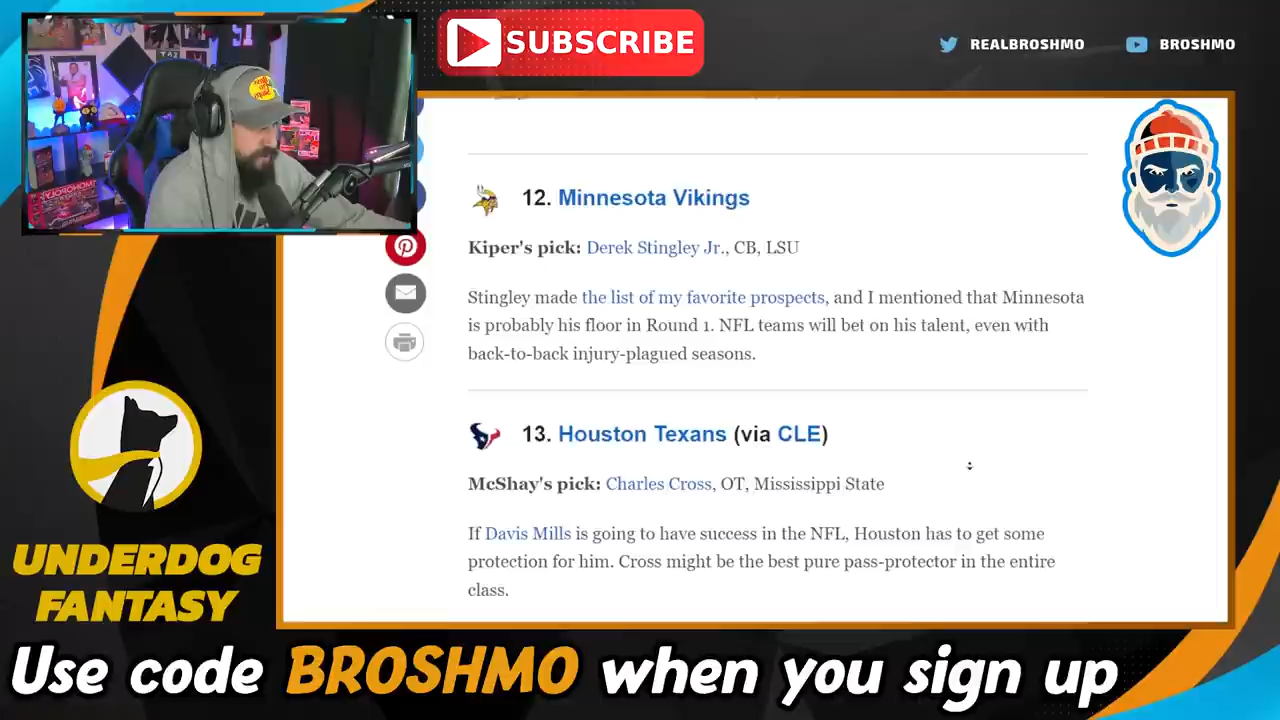 SUBSCRIBE
REALBROSHMO
BROSHMO
12. Minnesota Vikings
Kiper's pick: Derek Stingley Jr., CB, LSU
Stingley made the list of my favorite prospects, and I mentioned that Minnesota
is probably his floor in Round 1. NFL teams will bet on his talent, even with
back-to-back injury-plagued seasons.
13. Houston Texans (via CLE)
McShay's pick: Charles Cross, OT, Mississippi State
If Davis Mills is going to have success in the NFL, Houston has to get some
protection for him. Cross might be the best pure pass-protector in the entire
class.
UNDERDOG
FANTASY
Use code BROSHMO when you sign up
MONOPOLY